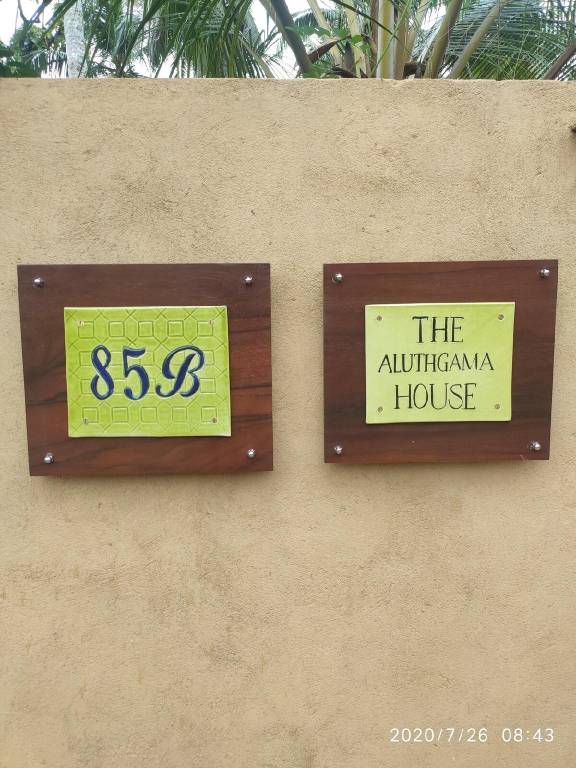 85B
THE
ALUTHGAMA
HOUSE
2020/7/26 08:43